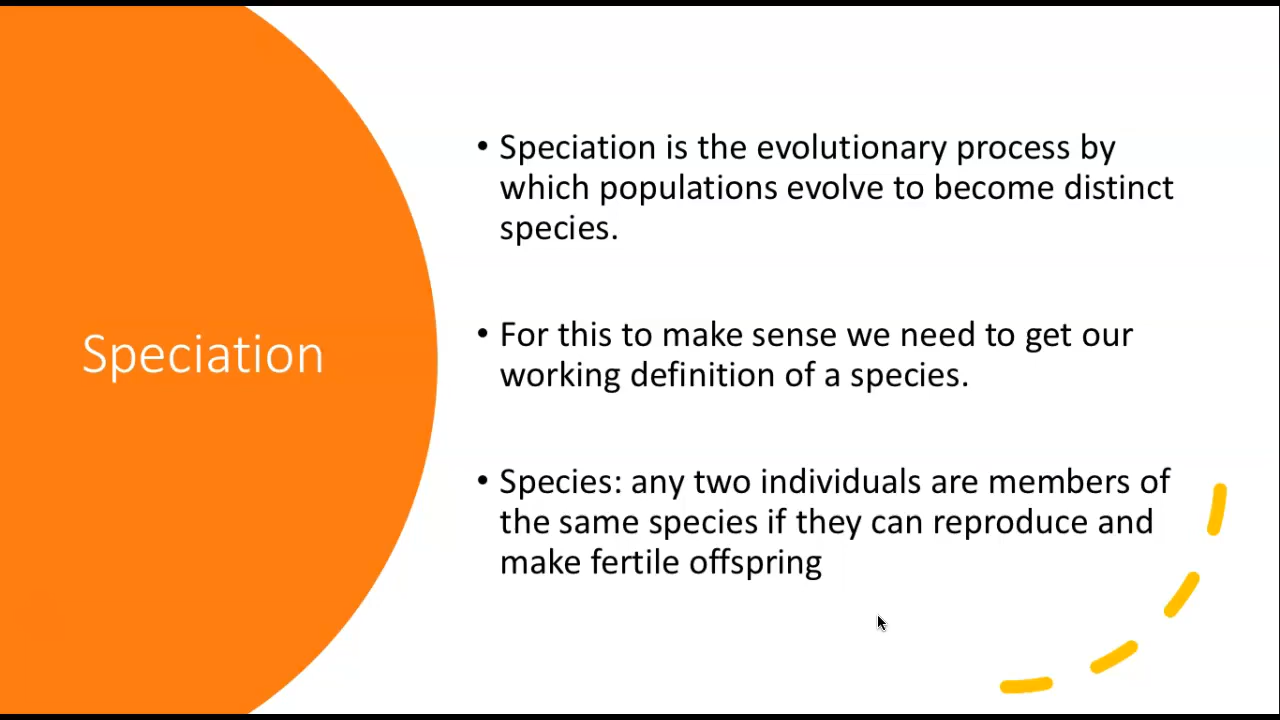 Speciation
• Speciation is the evolutionary process by
which populations evolve to become distinct
species.
• For this to make sense we need to get our
working definition of a species.
• Species: any two individuals are members of
the same species if they can reproduce and
make fertile offspring